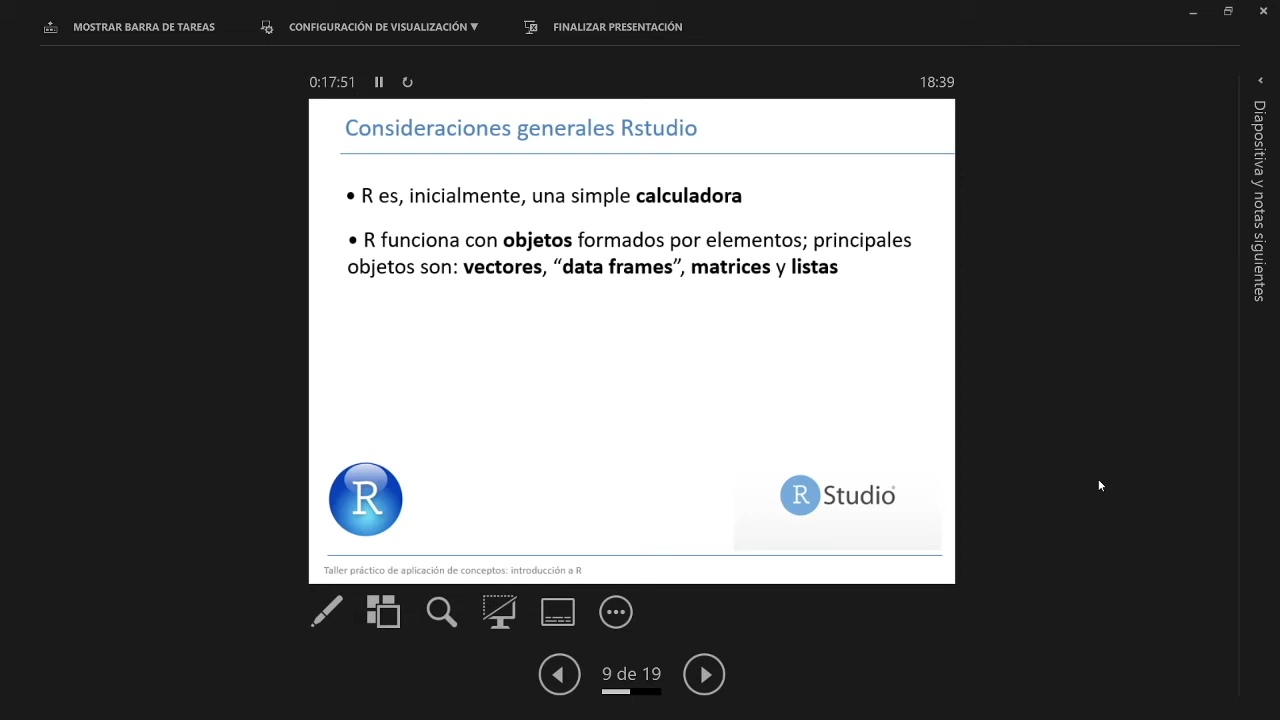 MOSTRAR BARRA DE TAREAS CONFIGURACIÓN DE VISUALIZACIÓN ▼ FINALIZAR PRESENTACIÓN
0:17:51 18:39
Consideraciones generales Rstudio
• R es, inicialmente, una simple calculadora
• R funciona con objetos formados por elementos; principales
objetos son: vectores, “data frames”, matrices y listas
R
R Studio
Taller práctico de aplicación de conceptos: introducción a R
9 de 19
Diapositiva y notas siguientes